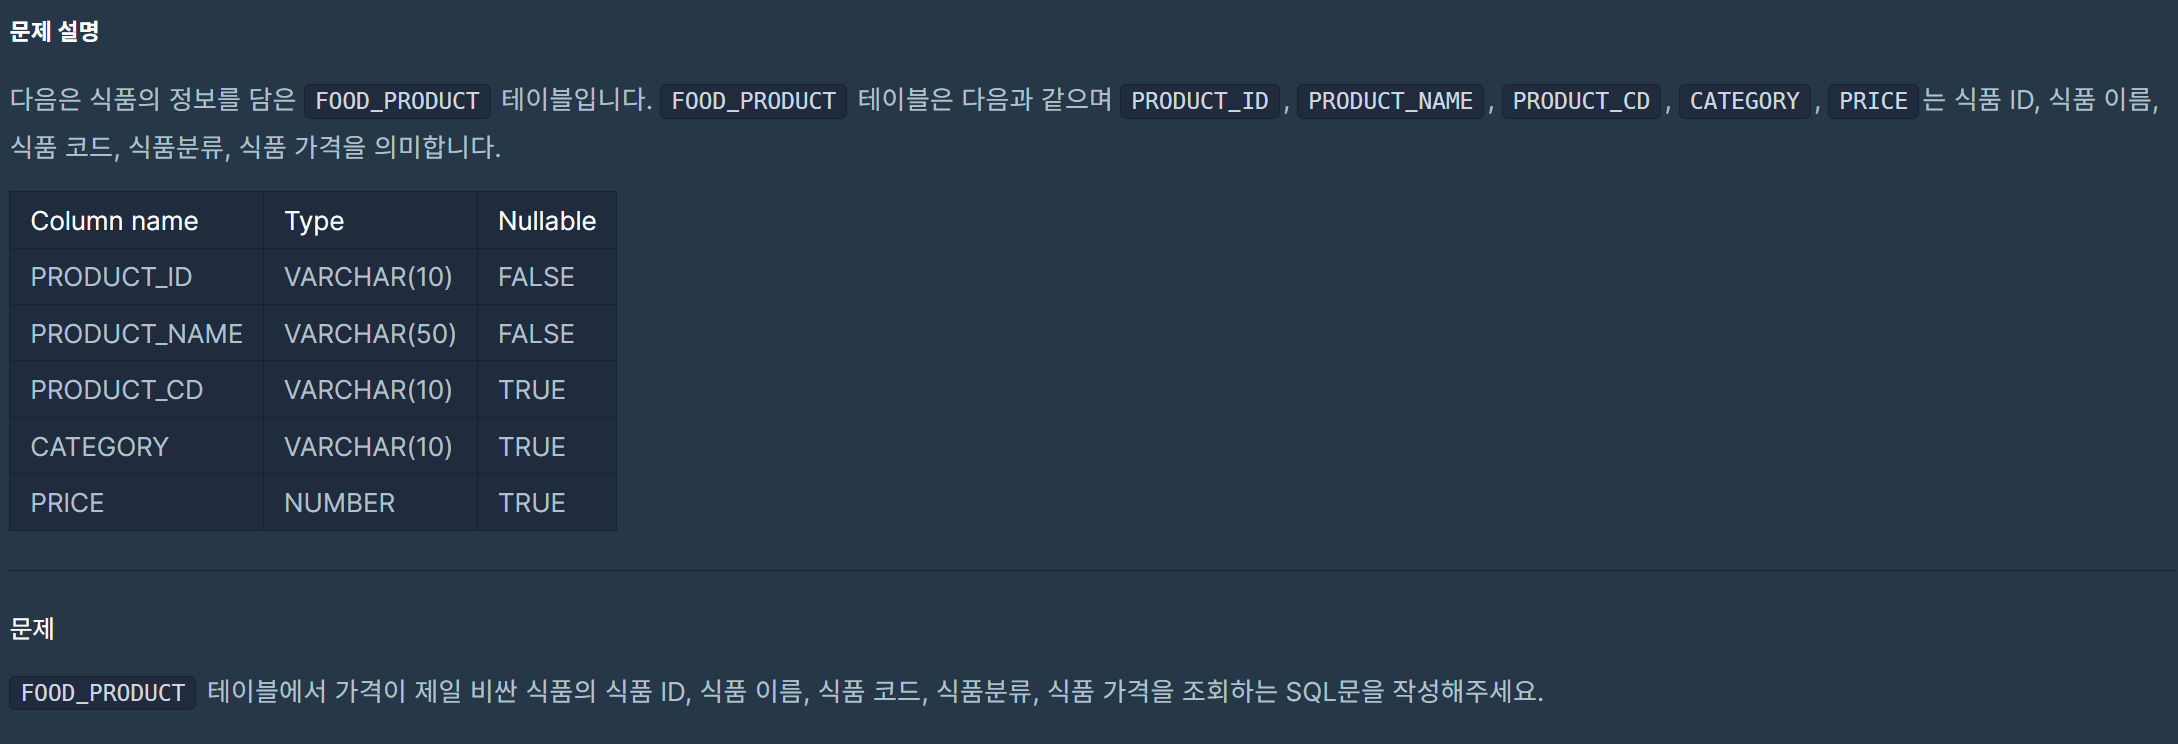 문제 설명
다음은 식품의 정보를 담은 FOOD_PRODUCT 테이블입니다. FOOD_PRODUCT 테이블은 다음과 같으며 PRODUCT_ID, PRODUCT_NAME, PRODUCT_CD, CATEGORY, PRICE는 식품 ID, 식품 이름,
식품 코드, 식품분류, 식품 가격을 의미합니다.
Column name Type Nullable
PRODUCT_ID VARCHAR(10) FALSE
PRODUCT_NAME VARCHAR(50) FALSE
PRODUCT_CD VARCHAR(10) TRUE
CATEGORY VARCHAR(10) TRUE
PRICE NUMBER TRUE
문제
FOOD_PRODUCT 테이블에서 가격이 제일 비싼 식품의 식품 ID, 식품 이름, 식품 코드, 식품분류, 식품 가격을 조회하는 SQL문을 작성해주세요.